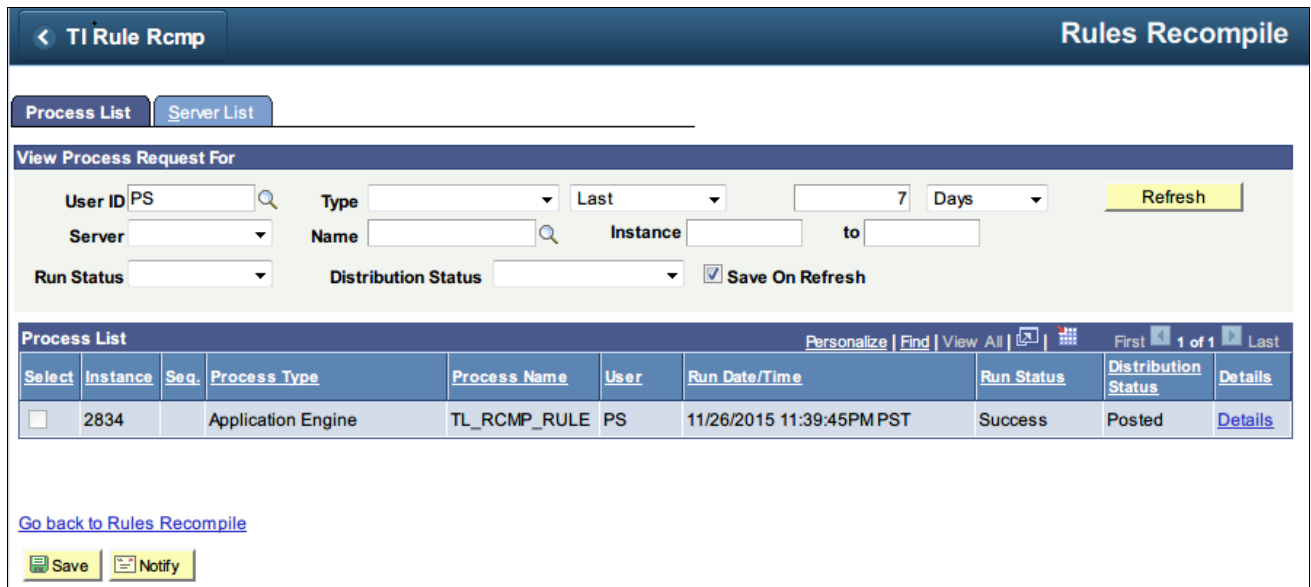 TI Rule Rcmp Rules Recompile
Process List Server List
View Process Request For
User ID PS Type Last 7 Days Refresh
Server Name Instance to
Run Status Distribution Status Save On Refresh
Process List Personalize | Find | View All | | First 1 of 1 Last
Select Instance Seq. Process Type Process Name User Run Date/Time Run Status Distribution Status Details
2834 Application Engine TL_RCMP_RULE PS 11/26/2015 11:39:45PM PST Success Posted Details
Go back to Rules Recompile
Save Notify